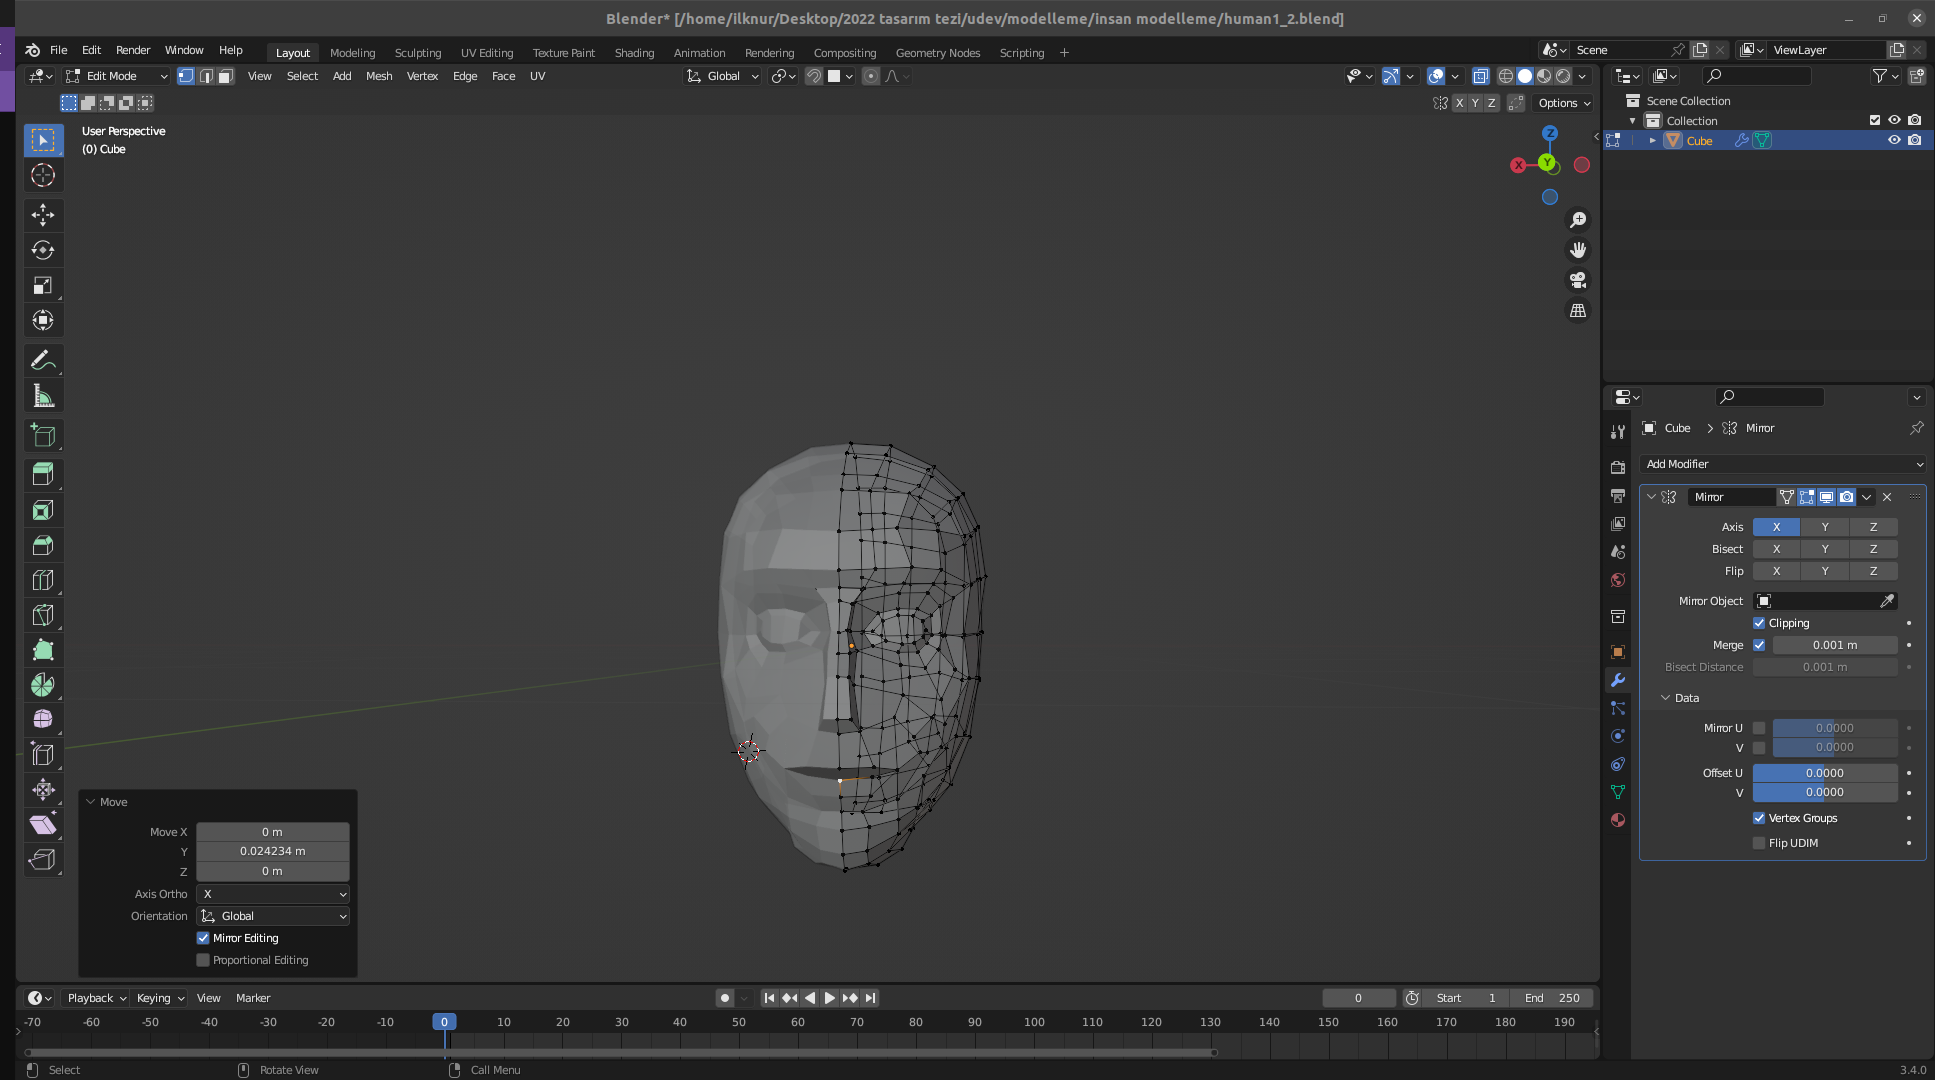 Blender* [/home/ilknur/Desktop/2022 tasarım tezi/udev/modelleme/insan modelleme/human1_2.blend]
File Edit Render Window Help Layout Modeling Sculpting UV Editing Texture Paint Shading Animation Rendering Compositing Geometry Nodes Scripting + Scene ViewLayer
Edit Mode View Select Add Mesh Vertex Edge Face UV Global
X Y Z Options
User Perspective
(0) Cube
Z
X Y
Scene Collection
Collection
Cube
Cube > Mirror
Add Modifier
Mirror
Axis X Y Z
Bisect X Y Z
Flip X Y Z
Mirror Object
Clipping
Merge 0.001 m
Bisect Distance 0.001 m
Data
Mirror U 0.0000
V 0.0000
Offset U 0.0000
V 0.0000
Vertex Groups
Flip UDIM
Move
Move X 0 m
Y 0.024234 m
Z 0 m
Axis Ortho X
Orientation Global
Mirror Editing
Proportional Editing
Playback Keying View Marker 0 Start 1 End 250
-70 -60 -50 -40 -30 -20 -10 0 10 20 30 40 50 60 70 80 90 100 110 120 130 140 150 160 170 180 190
Select Rotate View Call Menu 3.4.0